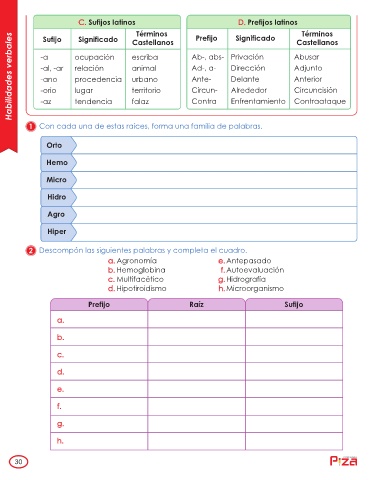 Habilidades verbales
C. Sufijos latinos
Sufijo Significado Términos Castellanos
-a ocupación escriba
-al, -ar relación animal
-ano procedencia urbano
-orio lugar territorio
-az tendencia falaz
D. Prefijos latinos
Prefijo Significado Términos Castellanos
Ab-, abs- Privación Abusar
Ad-, a- Dirección Adjunto
Ante- Delante Anterior
Circun- Alrededor Circuncisión
Contra Enfrentamiento Contraataque
1 Con cada una de estas raíces, forma una familia de palabras.
Orto
Hemo
Micro
Hidro
Agro
Hiper
2 Descompón las siguientes palabras y completa el cuadro.
a. Agronomía e. Antepasado
b. Hemoglobina f. Autoevaluación
c. Multifacético g. Hidrografía
d. Hipotiroidismo h. Microorganismo
Prefijo Raíz Sufijo
a.
b.
c.
d.
e.
f.
g.
h.
30